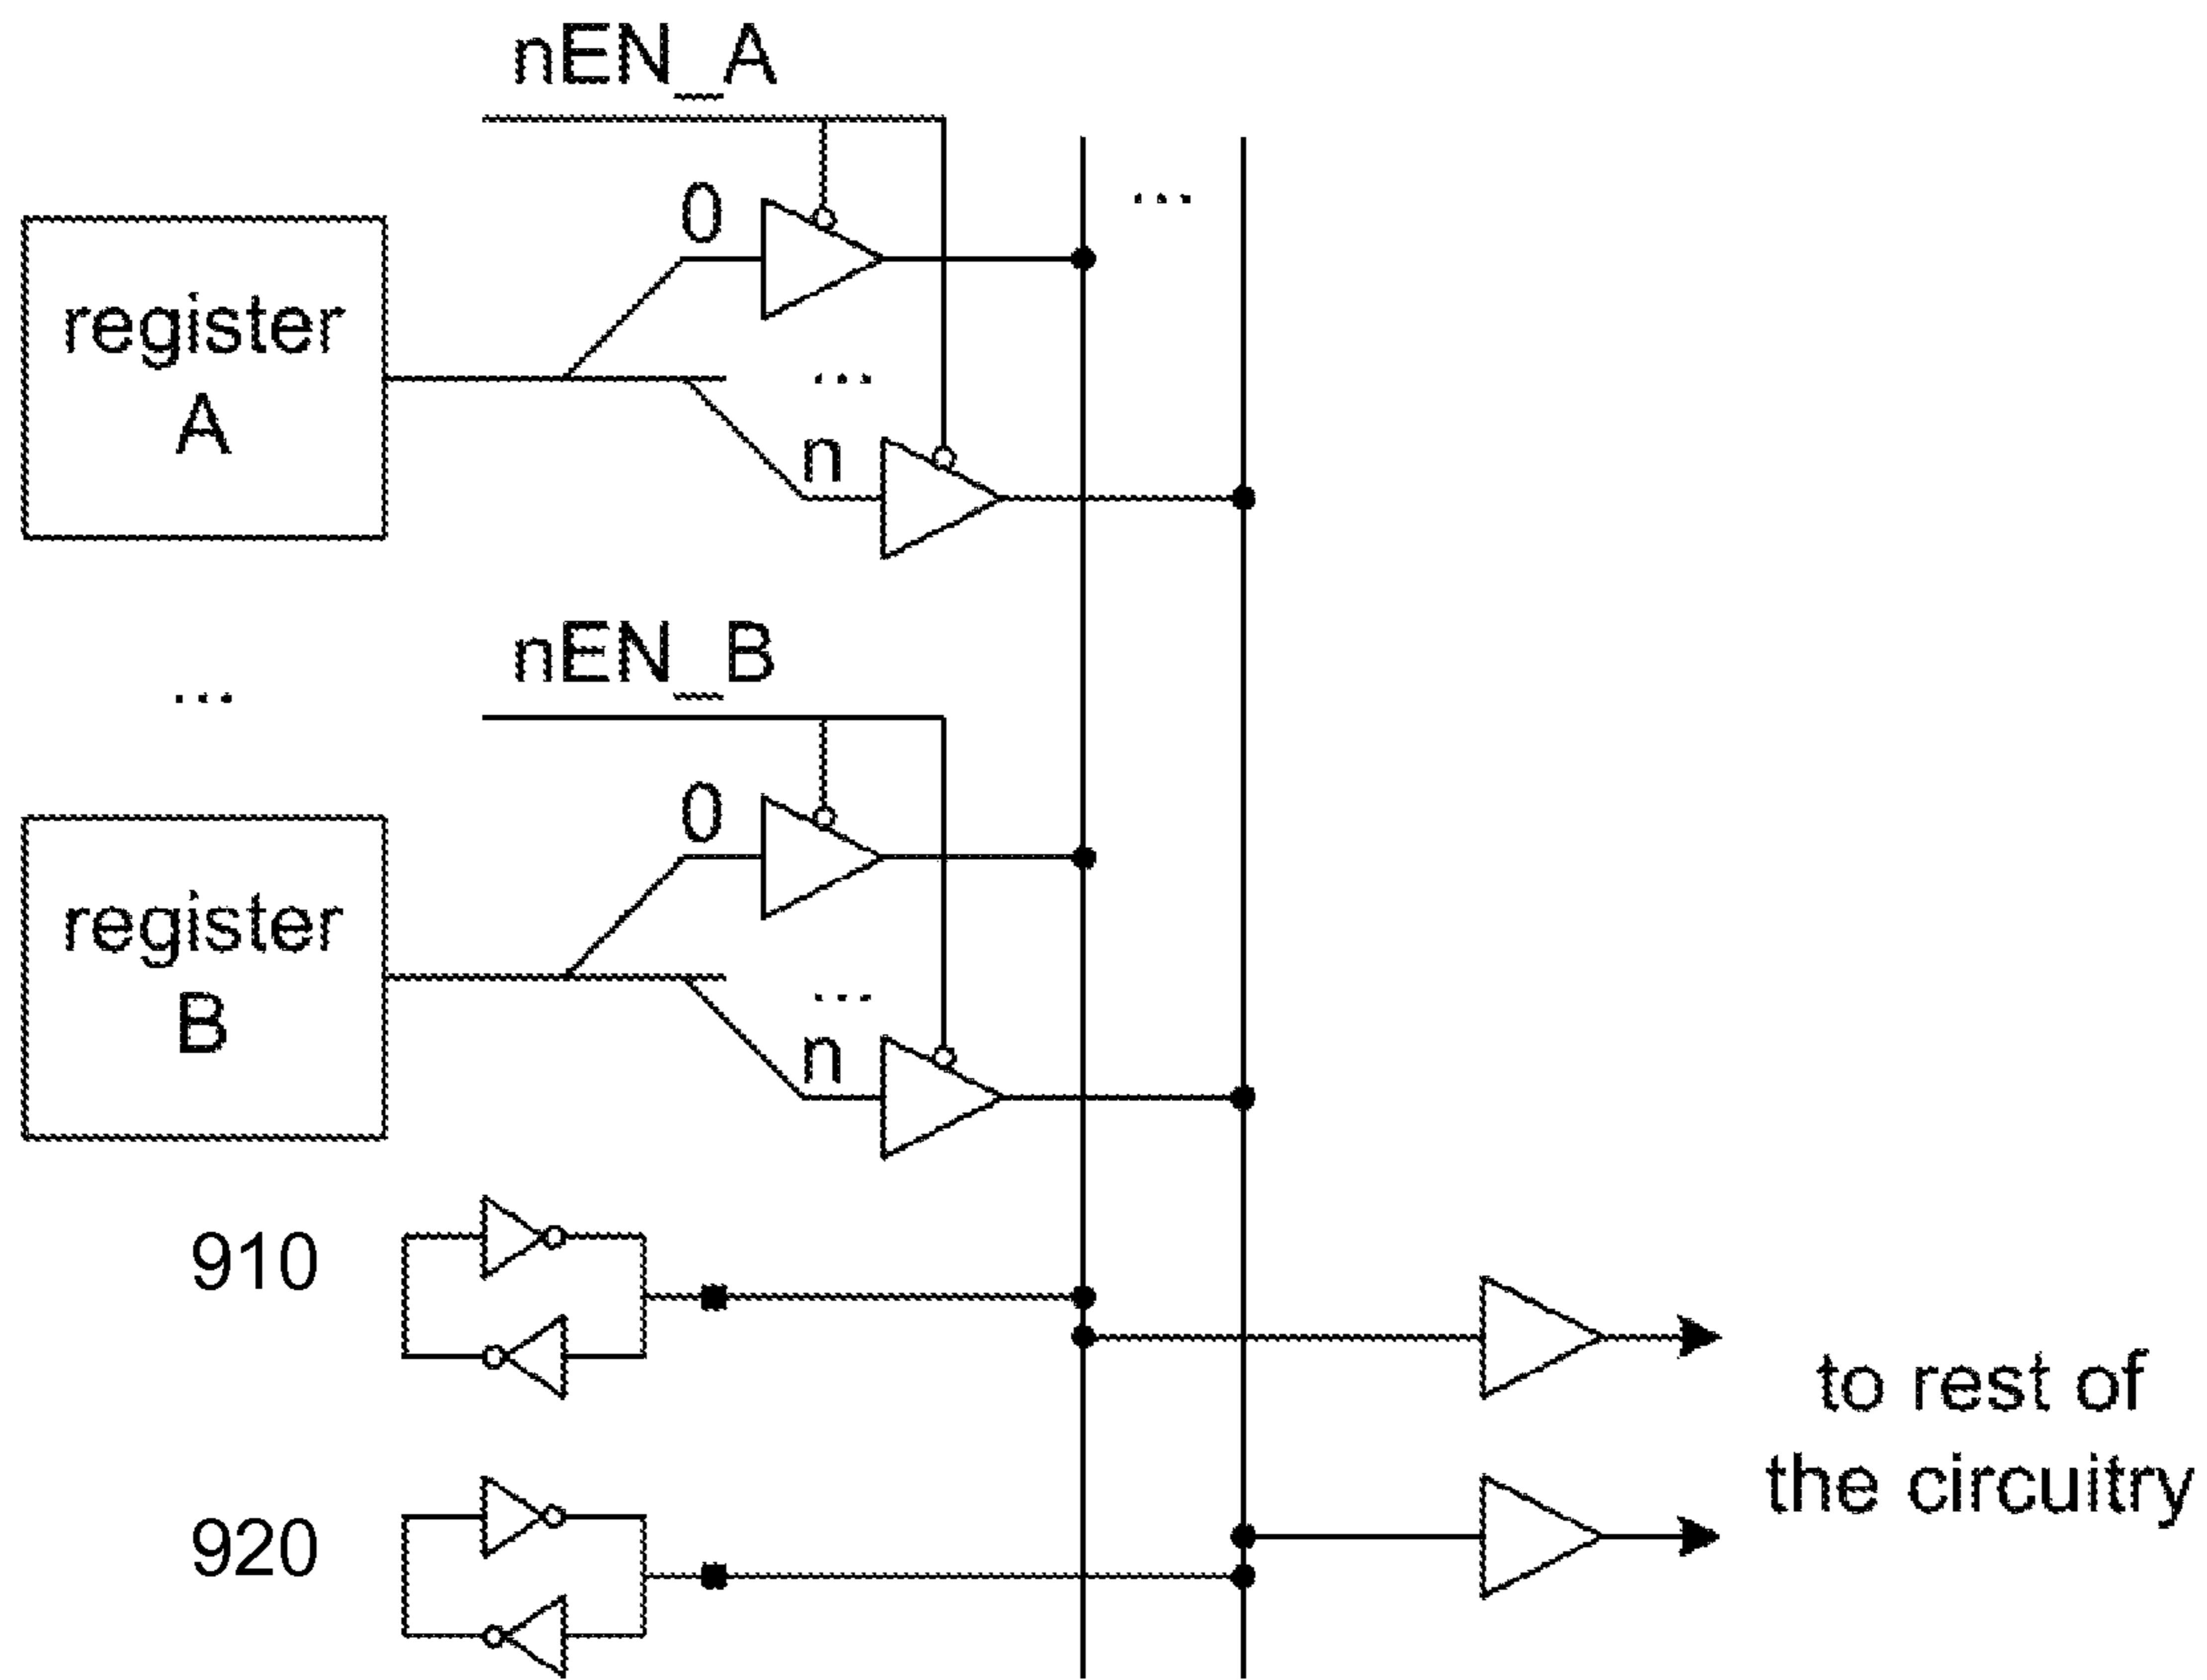 nEN_A
0
...
register
A
...
n
nEN_B
...
0
register
B
...
n
910
to rest of
the circuitry
920